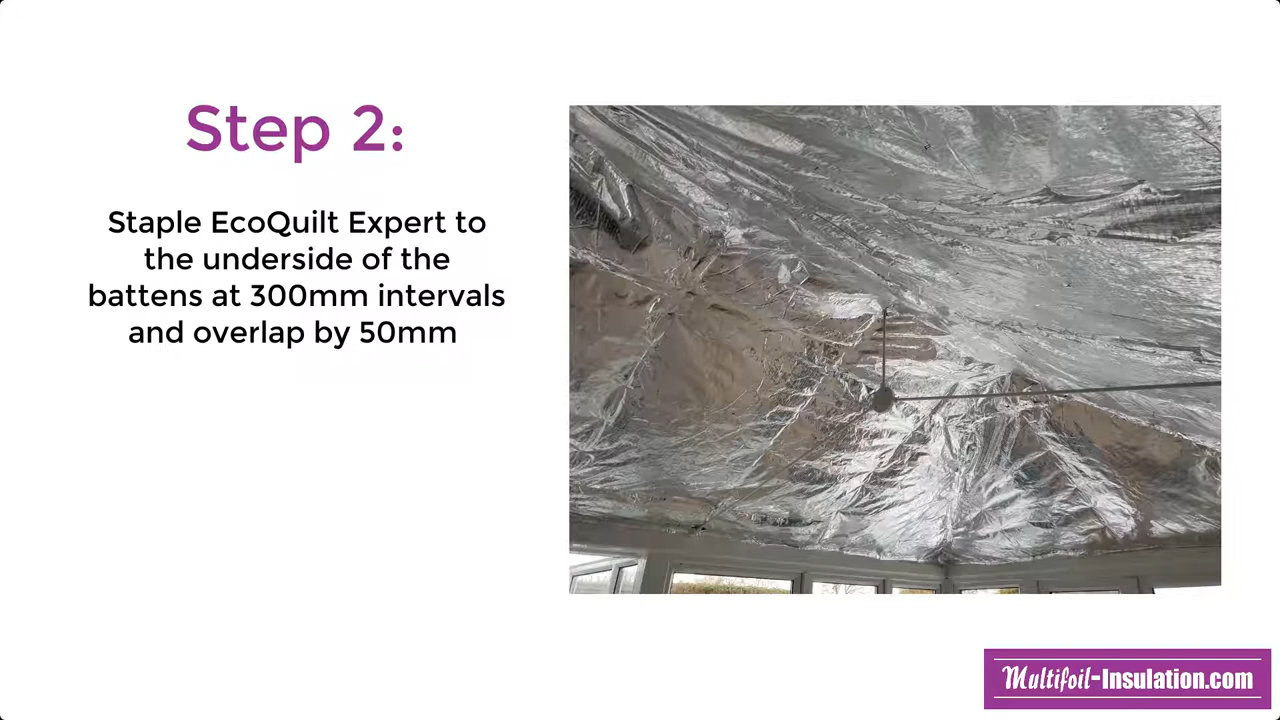 Step 2:
Staple EcoQuilt Expert to
the underside of the
battens at 300mm intervals
and overlap by 50mm
Multifoil-Insulation.com